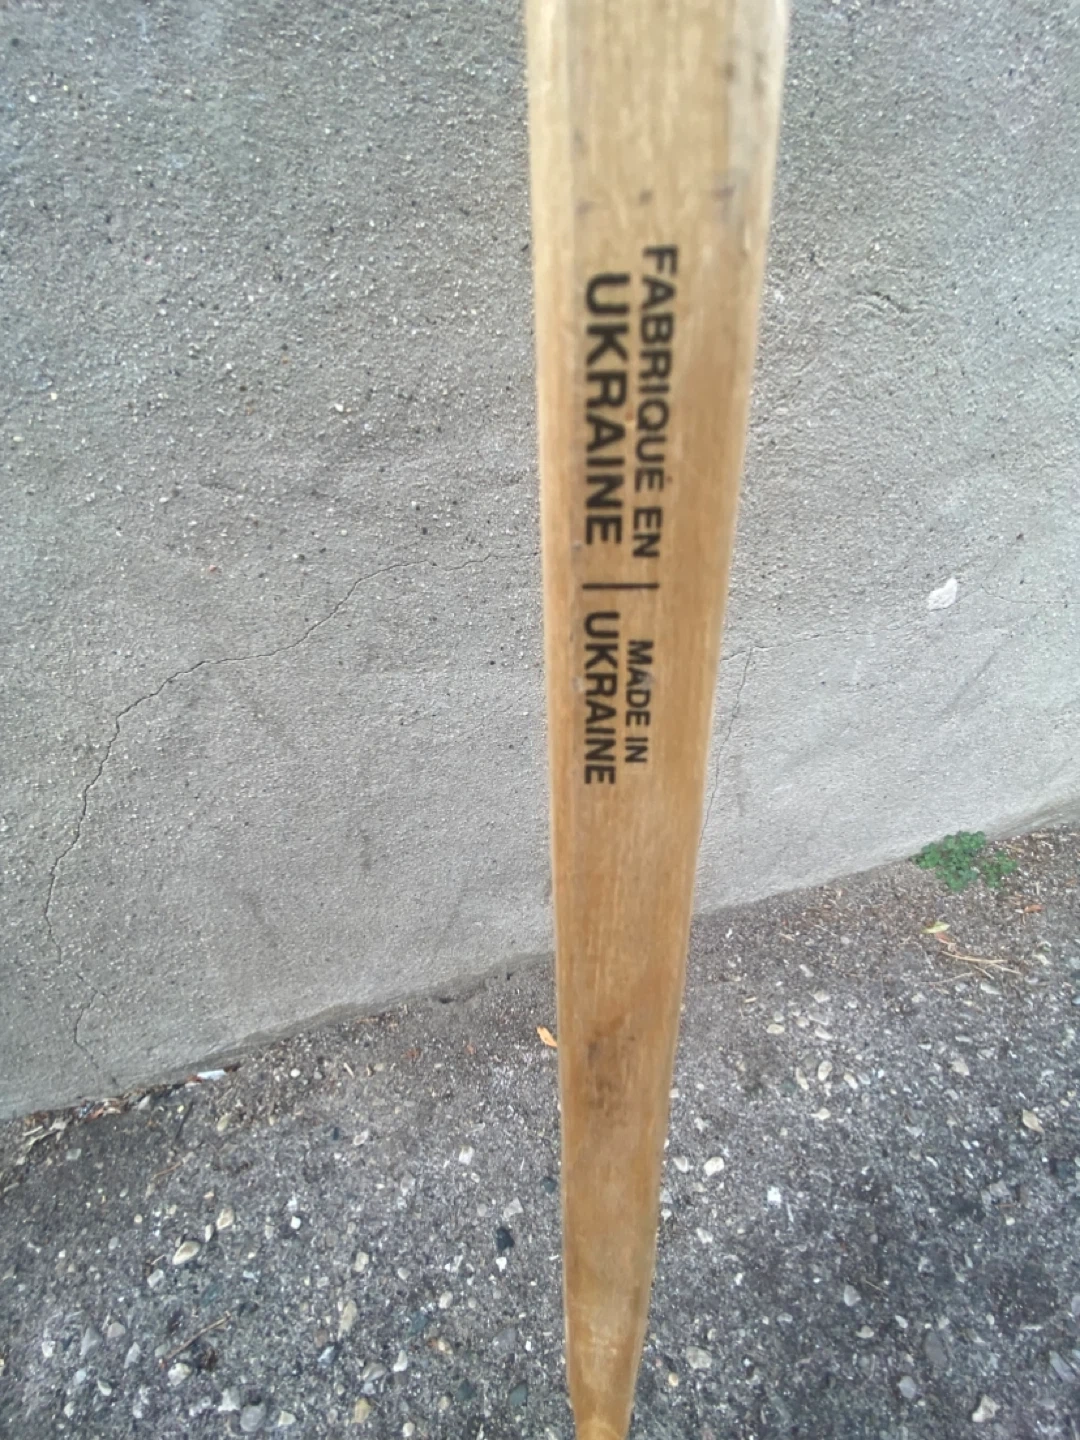 FABRIQUÉ EN
UKRAINE
|
MADE IN
UKRAINE